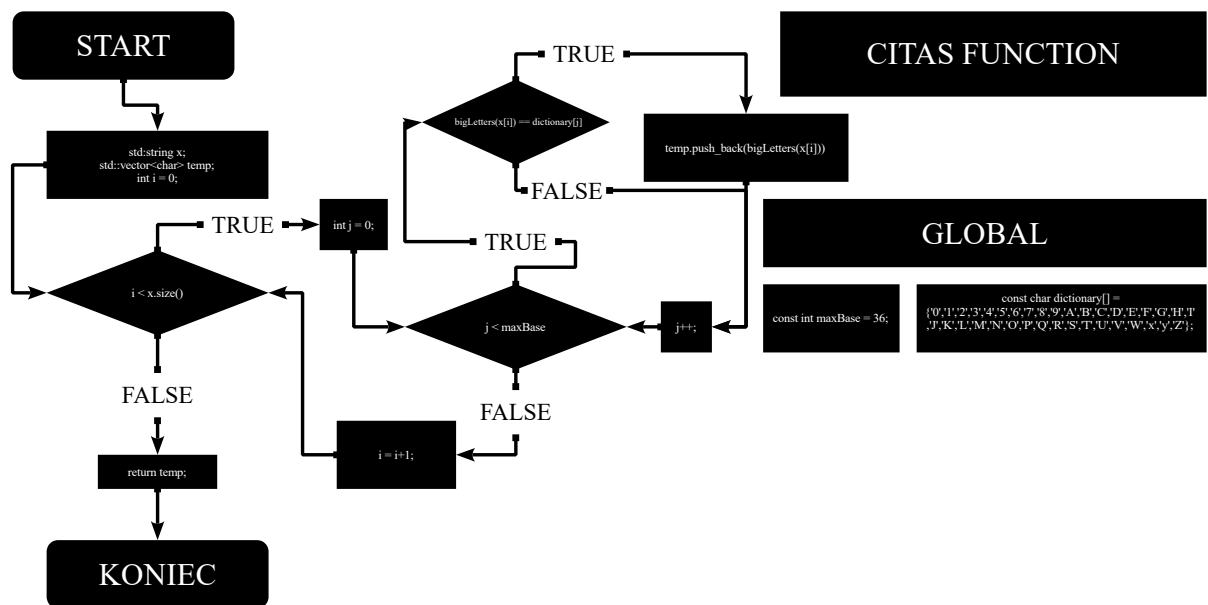 START
TRUE
CITAS FUNCTION
bigLetters(x[i]) == dictionary[j]
std:string x;
std::vector<char> temp;
int i = 0;
temp.push_back(bigLetters(x[i]))
FALSE
TRUE
int j = 0;
TRUE
GLOBAL
i < x.size()
j < maxBase
j++;
const int maxBase = 36;
const char dictionary[] =
{'0','1','2','3','4','5','6','7','8','9','A','B','C','D','E','F','G','H','I'
,'J','K','L','M','N','O','P','Q','R','S','T','U','V','W','x','y','Z'};
FALSE
FALSE
i = i+1;
return temp;
KONIEC